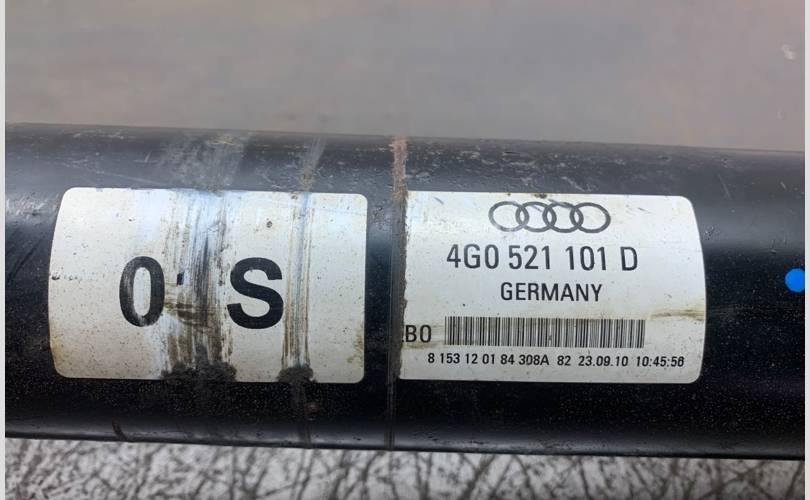 0 S
4G0 521 101 D
GERMANY
BO
8 153 12 01 84 308A 82 23.09.10 10:45:56